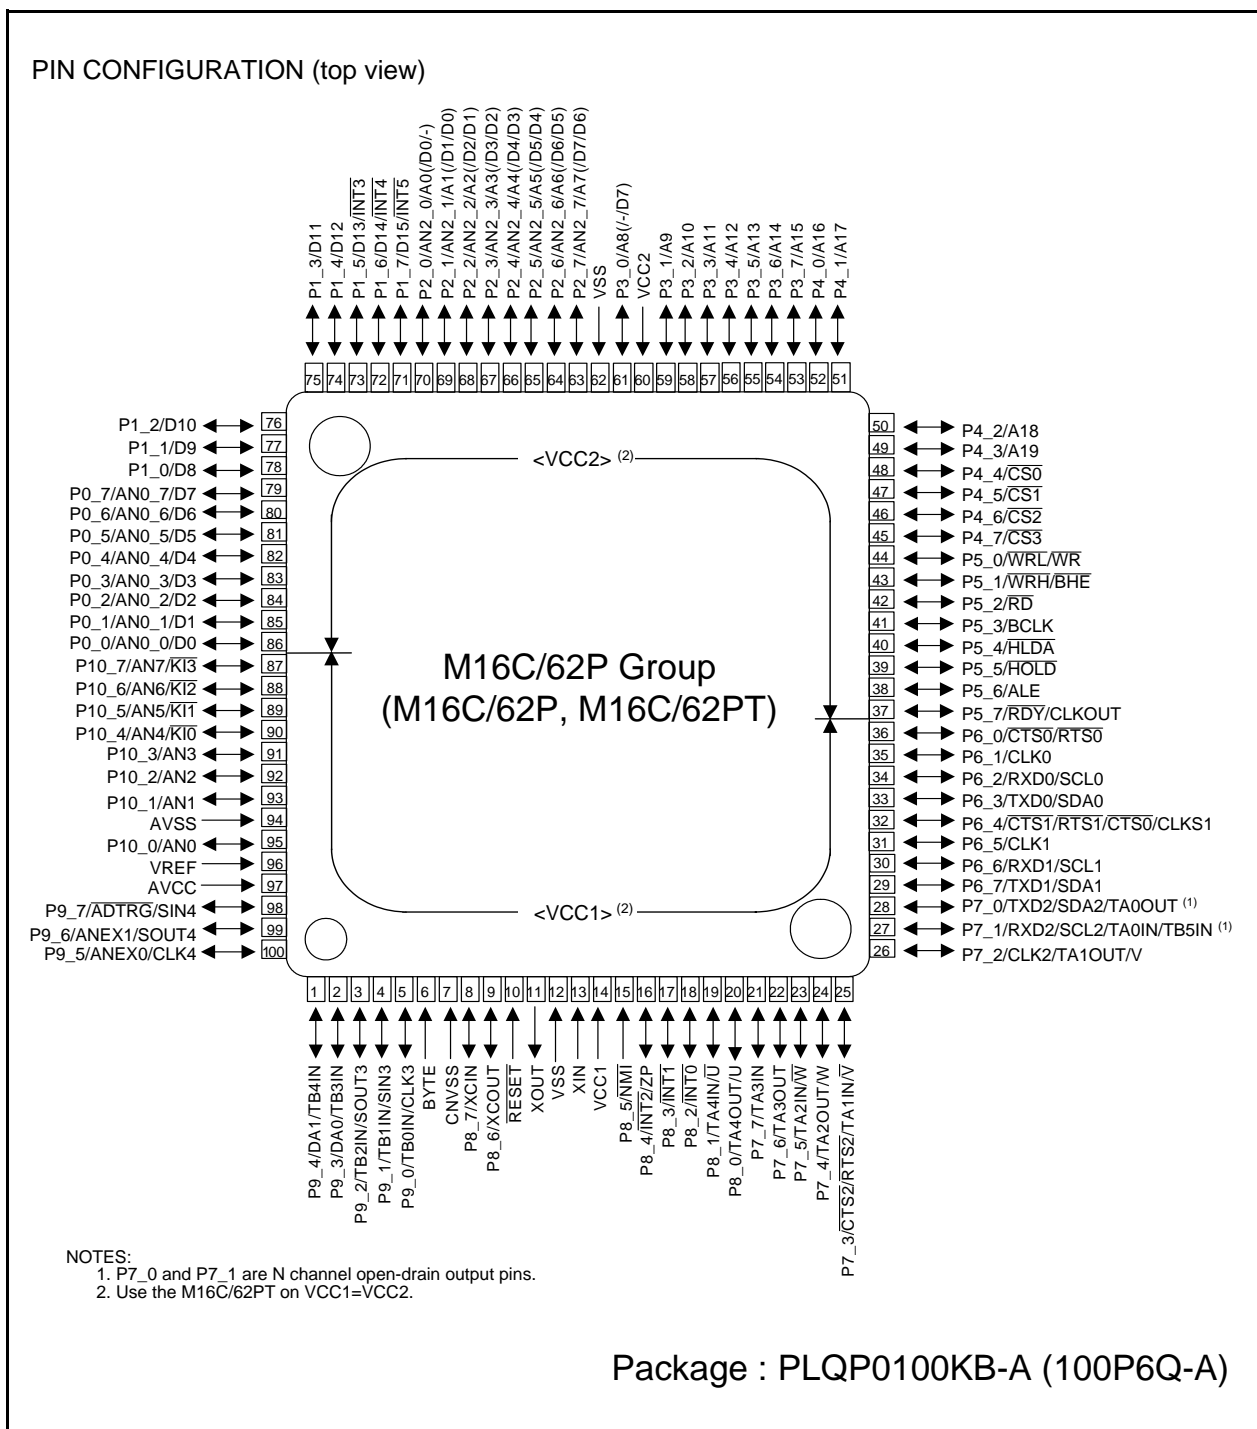 PIN CONFIGURATION (top view)
P1_3/D11
P1_4/D12
P1_5/D13/INT3
P1_6/D14/INT4
P1_7/D15/INT5
P2_0/AN2_0/A0(/D0/-)
P2_1/AN2_1/A1(/D1/D0)
P2_2/AN2_2/A2(/D2/D1)
P2_3/AN2_3/A3(/D3/D2)
P2_4/AN2_4/A4(/D4/D3)
P2_5/AN2_5/A5(/D5/D4)
P2_6/AN2_6/A6(/D6/D5)
P2_7/AN2_7/A7(/D7/D6)
VSS
P3_0/A8(/-/D7)
VCC2
P3_1/A9
P3_2/A10
P3_3/A11
P3_4/A12
P3_5/A13
P3_6/A14
P3_7/A15
P4_0/A16
P4_1/A17
75 74 73 72 71 70 69 68 67 66 65 64 63 62 61 60 59 58 57 56 55 54 53 52 51
P1_2/D10 76
P1_1/D9 77
P1_0/D8 78
P0_7/AN0_7/D7 79
P0_6/AN0_6/D6 80
P0_5/AN0_5/D5 81
P0_4/AN0_4/D4 82
P0_3/AN0_3/D3 83
P0_2/AN0_2/D2 84
P0_1/AN0_1/D1 85
P0_0/AN0_0/D0 86
P10_7/AN7/KI3 87
P10_6/AN6/KI2 88
P10_5/AN5/KI1 89
P10_4/AN4/KI0 90
P10_3/AN3 91
P10_2/AN2 92
P10_1/AN1 93
AVSS 94
P10_0/AN0 95
VREF 96
AVCC 97
P9_7/ADTRG/SIN4 98
P9_6/ANEX1/SOUT4 99
P9_5/ANEX0/CLK4 100
<VCC2> (2)
M16C/62P Group
(M16C/62P, M16C/62PT)
<VCC1> (2)
50 P4_2/A18
49 P4_3/A19
48 P4_4/CS0
47 P4_5/CS1
46 P4_6/CS2
45 P4_7/CS3
44 P5_0/WRL/WR
43 P5_1/WRH/BHE
42 P5_2/RD
41 P5_3/BCLK
40 P5_4/HLDA
39 P5_5/HOLD
38 P5_6/ALE
37 P5_7/RDY/CLKOUT
36 P6_0/CTS0/RTS0
35 P6_1/CLK0
34 P6_2/RXD0/SCL0
33 P6_3/TXD0/SDA0
32 P6_4/CTS1/RTS1/CTS0/CLKS1
31 P6_5/CLK1
30 P6_6/RXD1/SCL1
29 P6_7/TXD1/SDA1
28 P7_0/TXD2/SDA2/TA0OUT (1)
27 P7_1/RXD2/SCL2/TA0IN/TB5IN (1)
26 P7_2/CLK2/TA1OUT/V
1 2 3 4 5 6 7 8 9 10 11 12 13 14 15 16 17 18 19 20 21 22 23 24 25
P9_4/DA1/TB4IN
P9_3/DA0/TB3IN
P9_2/TB2IN/SOUT3
P9_1/TB1IN/SIN3
P9_0/TB0IN/CLK3
BYTE
CNVSS
P8_7/XCIN
P8_6/XCOUT
RESET
XOUT
VSS
XIN
VCC1
P8_5/NMI
P8_4/INT2/ZP
P8_3/INT1
P8_2/INT0
P8_1/TA4IN/U
P8_0/TA4OUT/U
P7_7/TA3IN
P7_6/TA3OUT
P7_5/TA2IN/W
P7_4/TA2OUT/W
P7_3/CTS2/RTS2/TA1IN/V
NOTES:
1. P7_0 and P7_1 are N channel open-drain output pins.
2. Use the M16C/62PT on VCC1=VCC2.
Package : PLQP0100KB-A (100P6Q-A)